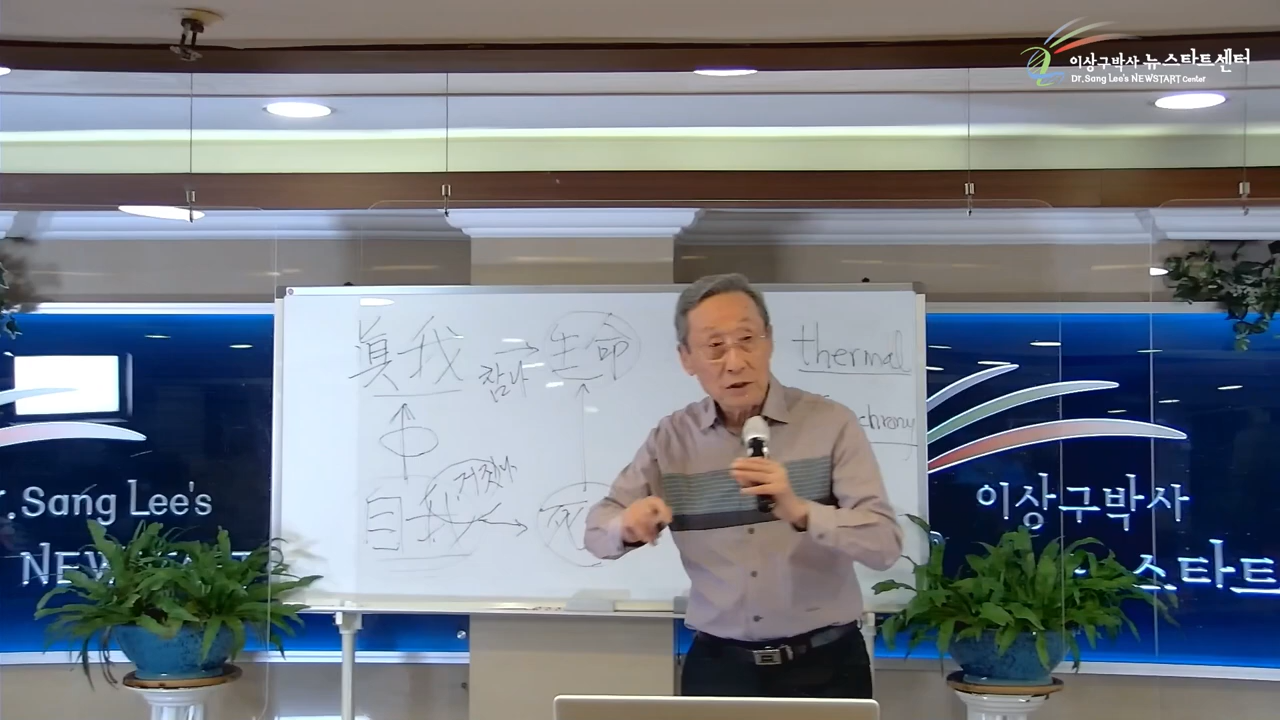 이상구박사 뉴스타트센터
Dr. Sang Lee's NEWSTART Center
眞我 참나 → 生命
thermal
chrony
自我 거짓나 ↔ 死
r.Sang Lee's
NEWSTART
이상구박사
스타트